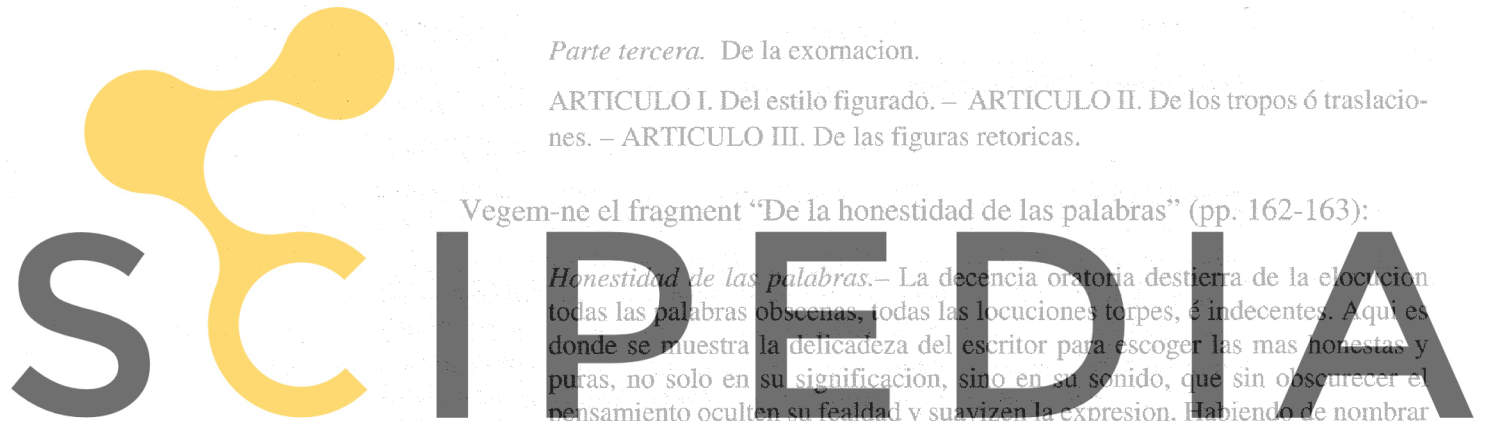 Parte tercera. De la exornacion.
ARTICULO I. Del estilo figurado. – ARTICULO II. De los tropos ó traslacio-
nes. – ARTICULO III. De las figuras retoricas.
Vegem-ne el fragment “De la honestidad de las palabras” (pp. 162-163):
Honestidad de las palabras.– La decencia oratoria destierra de la elocucion
todas las palabras obscenas, todas las locuciones torpes, é indecentes. Aqui es
donde se muestra la delicadeza del escritor para escoger las mas honestas y
puras, no solo en su significacion, sino en su sonido, que sin obscurecer el
pensamiento oculten su fealdad y suavizen la expresion. Habiendo de nombrar
SCIPEDIA